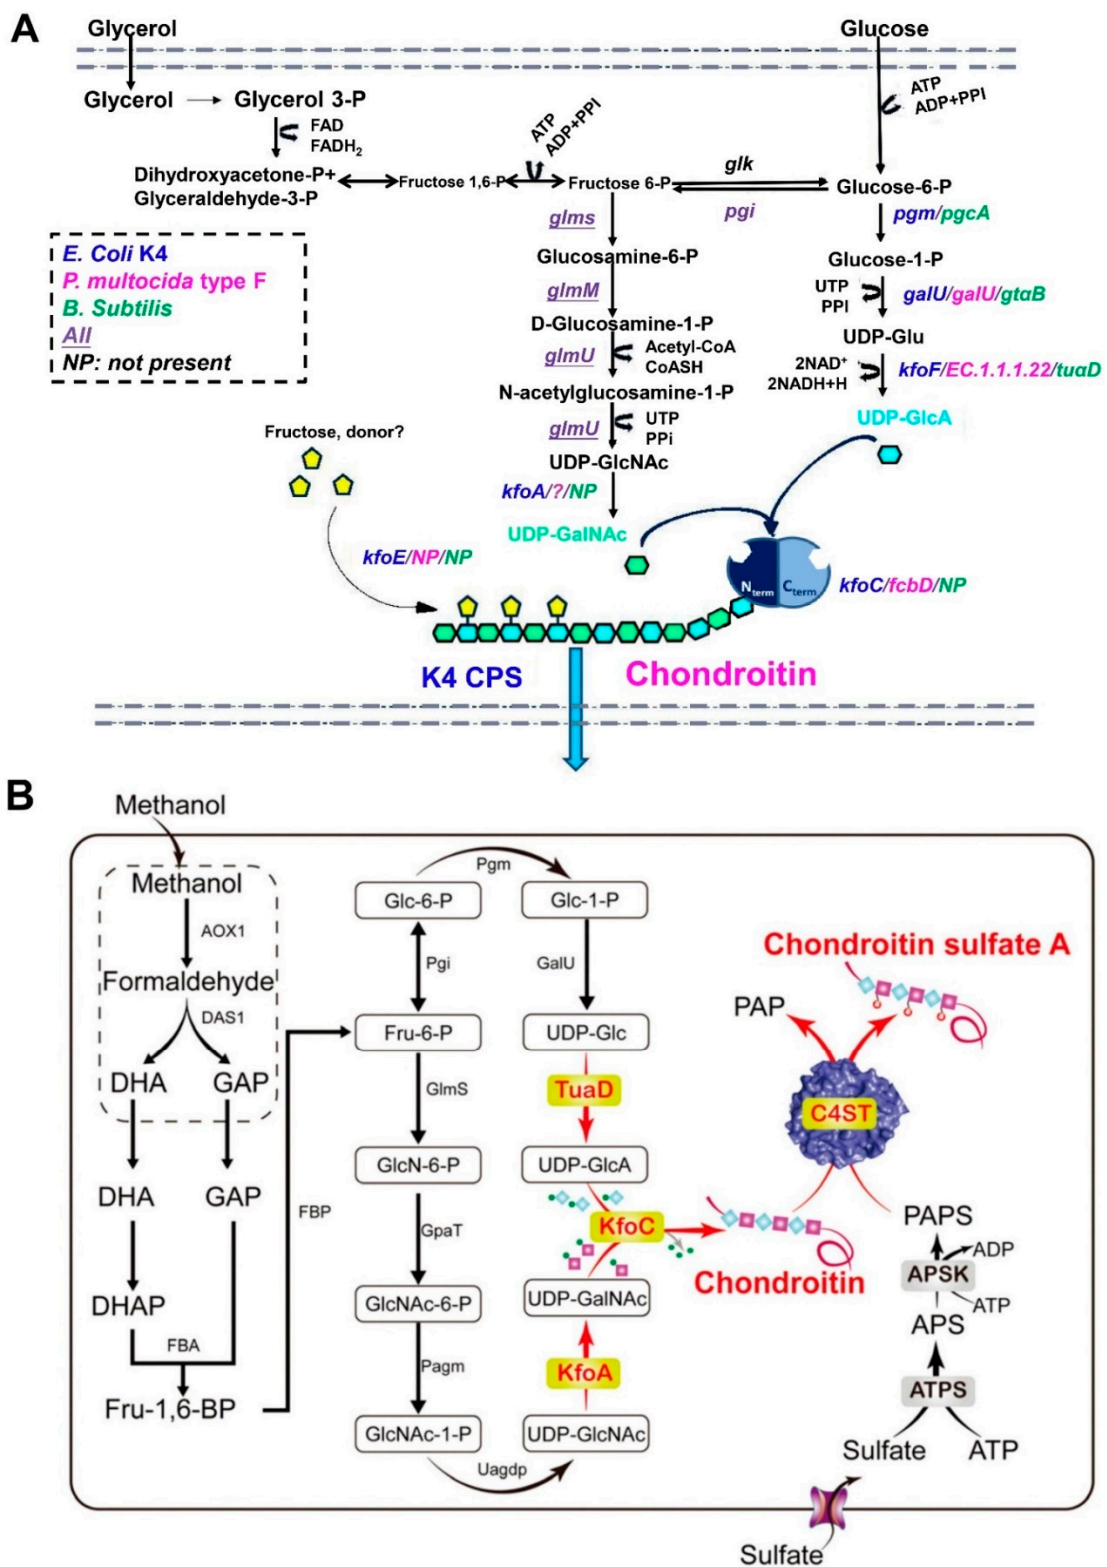 A
Glycerol
Glucose
Glycerol
Glycerol 3-P
ATP
ADP+PPI
FAD
FADH2
ATP
ADP+PPI
Dihydroxyacetone-P+
Glyceraldehyde-3-P
Fructose 1,6-P
Fructose 6-P
glk
pgi
Glucose-6-P
glms
pgm/pgcA
E. Coli K4
P. multocida type F
B. Subtilis
All
NP: not present
Glucosamine-6-P
Glucose-1-P
glmM
UTP
PPI
galU/galU/gtaB
D-Glucosamine-1-P
UDP-Glu
glmU
Acetyl-CoA
CoASH
2NAD+
2NADH+H
kfoF/EC.1.1.1.22/tuaD
N-acetylglucosamine-1-P
UDP-GlcA
glmU
UTP
PPi
Fructose, donor?
UDP-GlcNAc
kfoA/?/NP
UDP-GalNAc
kfoE/NP/NP
Nterm
Cterm
kfoC/fcbD/NP
K4 CPS
Chondroitin
B
Methanol
Methanol
AOX1
Formaldehyde
DAS1
DHA
GAP
DHA
GAP
DHAP
FBA
Fru-1,6-BP
FBP
Pgm
Glc-6-P
Glc-1-P
Pgi
GalU
Fru-6-P
UDP-Glc
GlmS
TuaD
GlcN-6-P
UDP-GlcA
GpaT
KfoC
GlcNAc-6-P
UDP-GalNAc
Pagm
KfoA
GlcNAc-1-P
UDP-GlcNAc
Uagdp
Chondroitin sulfate A
PAP
C4ST
Chondroitin
PAPS
ADP
APSK
ATP
APS
ATPS
Sulfate
ATP
Sulfate